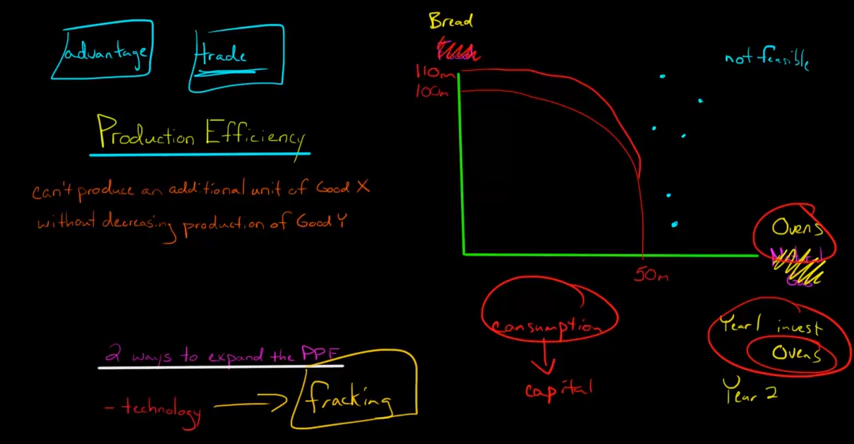 advantage
trade
Production Efficiency
can't produce an additional unit of Good X
without decreasing production of Good Y
2 ways to expand the PPF
- technology
fracking
Bread
110m
100m
50m
not feasible
Ovens
consumption
capital
Year 1 invest
Ovens
Year 2